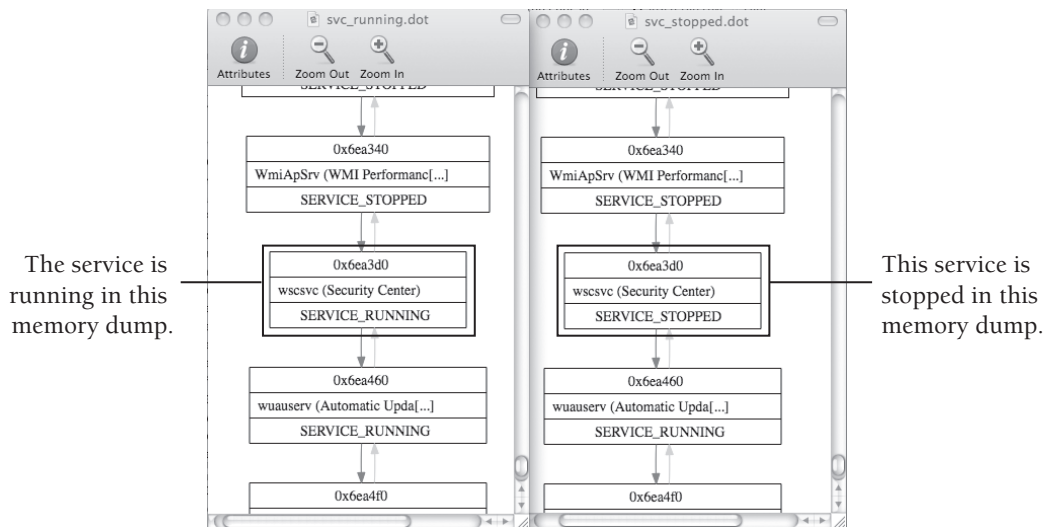 svc_running.dot
Attributes
Zoom Out
Zoom In
SERVICE_STOPPED
0x6ea340
WmiApSrv (WMI Performanc[...]
SERVICE_STOPPED
0x6ea3d0
wscsvc (Security Center)
SERVICE_RUNNING
0x6ea460
wuauserv (Automatic Upda[...]
SERVICE_RUNNING
0x6ea4f0
The service is
running in this
memory dump.
svc_stopped.dot
Attributes
Zoom Out
Zoom In
SERVICE_STOPPED
0x6ea340
WmiApSrv (WMI Performanc[...]
SERVICE_STOPPED
0x6ea3d0
wscsvc (Security Center)
SERVICE_STOPPED
0x6ea460
wuauserv (Automatic Upda[...]
SERVICE_RUNNING
0x6ea4f0
This service is
stopped in this
memory dump.